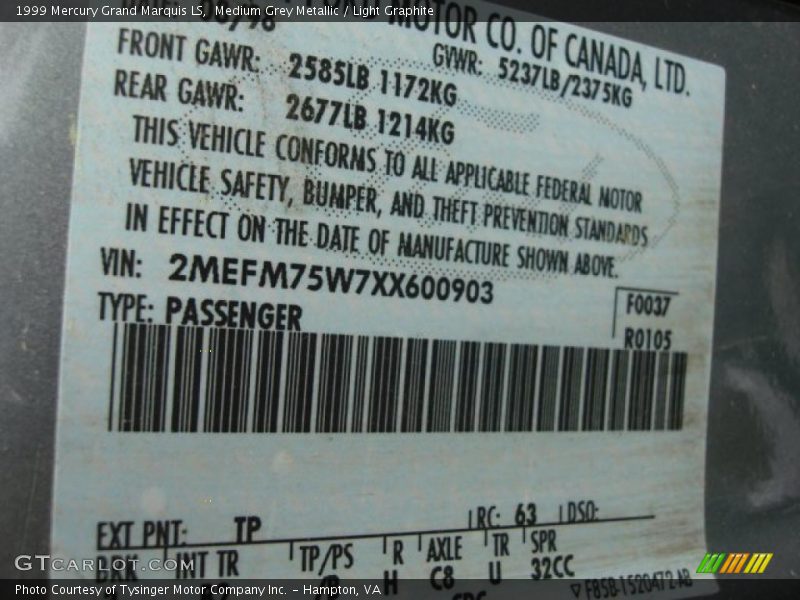 1999 Mercury Grand Marquis LS, Medium Grey Metallic / Light Graphite
MOTOR CO. OF CANADA, LTD.
GVWR: 5237LB/2375KG
FRONT GAWR: 2585LB 1172KG
REAR GAWR: 2677LB 1214KG
THIS VEHICLE CONFORMS TO ALL APPLICABLE FEDERAL MOTOR
VEHICLE SAFETY, BUMPER, AND THEFT PREVENTION STANDARDS
IN EFFECT ON THE DATE OF MANUFACTURE SHOWN ABOVE.
VIN: 2MEFM75W7XX600903
TYPE: PASSENGER
F0037
R0105
EXT PNT: TP RC: 63 DSO:
BRK INT TR TP/PS R AXLE TR SPR
H C8 U 32CC
F85B-1520472-AB
GTCARLOT.COM
Photo Courtesy of Tysinger Motor Company Inc. – Hampton, VA